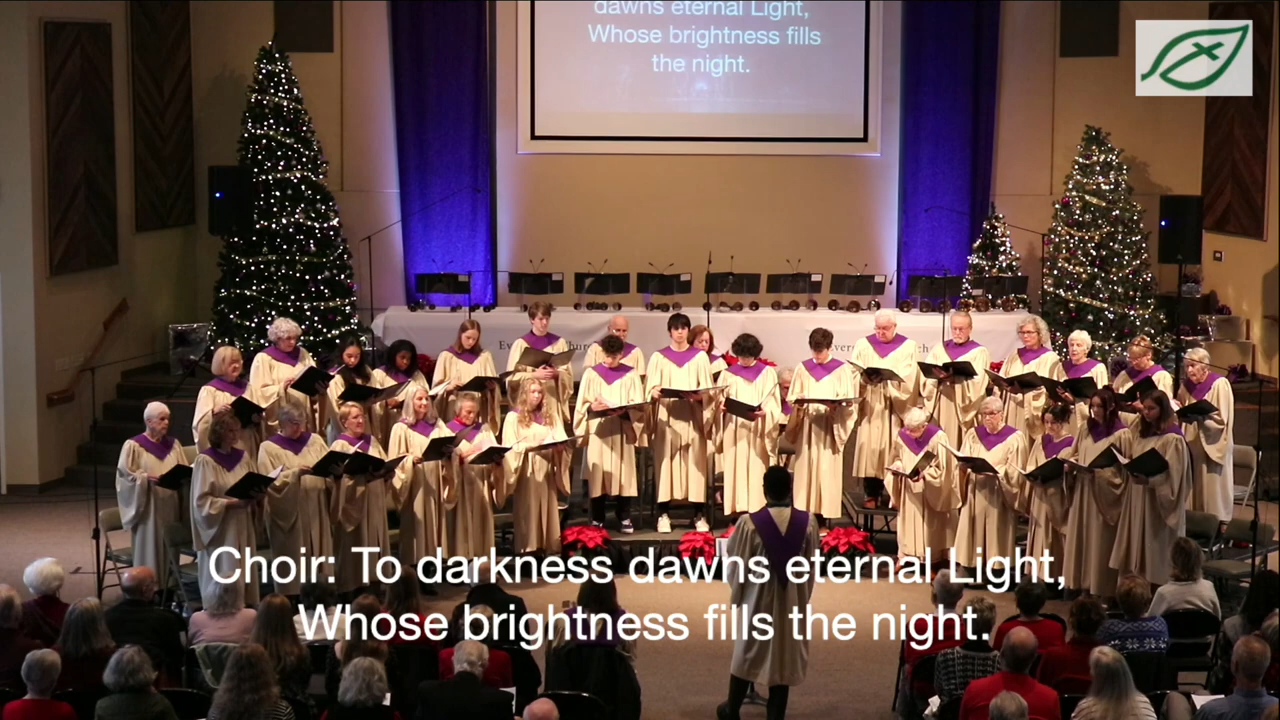 dawns eternal Light,
Whose brightness fills
the night.
Choir: To darkness dawns eternal Light,
Whose brightness fills the night.